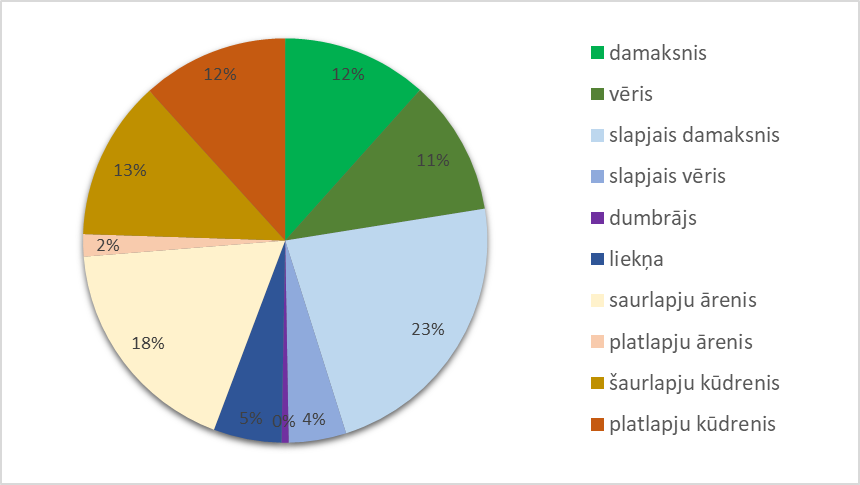 12%
12%
11%
13%
2%
23%
18%
5%
0%
4%
damaksnis
vēris
slapjais damaksnis
slapjais vēris
dumbrājs
liekņa
saurlapju ārenis
platlapju ārenis
šaurlapju kūdrenis
platlapju kūdrenis